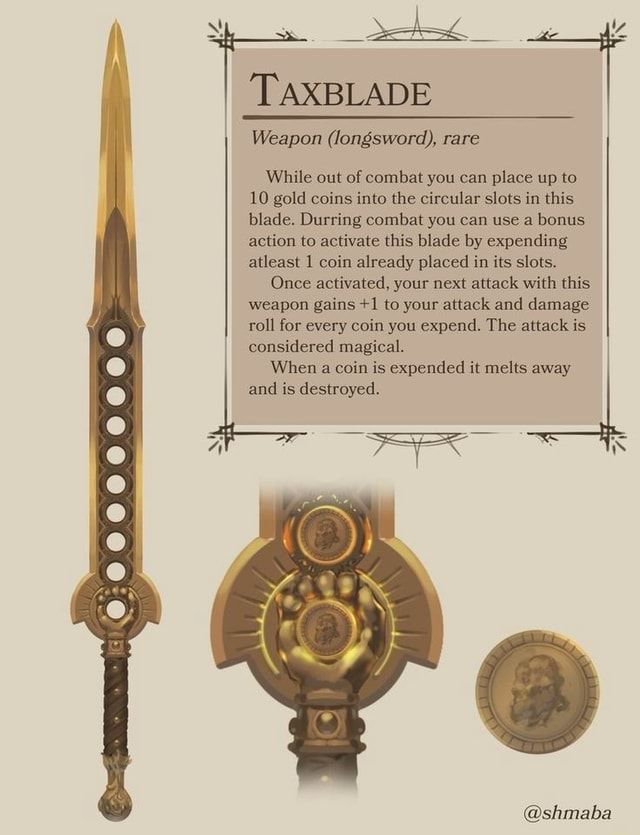 TAXBLADE
Weapon (longsword), rare
While out of combat you can place up to
10 gold coins into the circular slots in this
blade. Durring combat you can use a bonus
action to activate this blade by expending
atleast 1 coin already placed in its slots.
Once activated, your next attack with this
weapon gains +1 to your attack and damage
roll for every coin you expend. The attack is
considered magical.
When a coin is expended it melts away
and is destroyed.
@shmaba